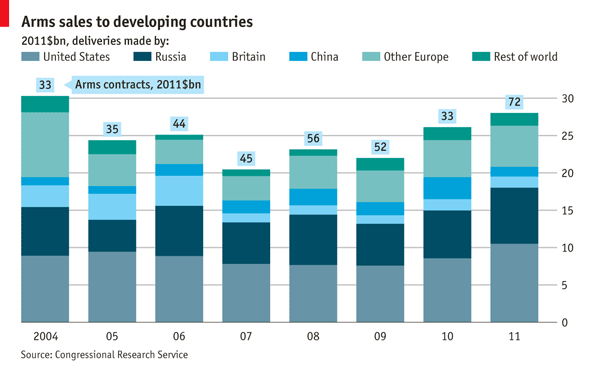 Arms sales to developing countries
2011$bn, deliveries made by:
United States Russia Britain China Other Europe Rest of world
33 Arms contracts, 2011$bn
35 44 45 56 52 33 72
30
25
20
15
10
5
0
2004 05 06 07 08 09 10 11
Source: Congressional Research Service